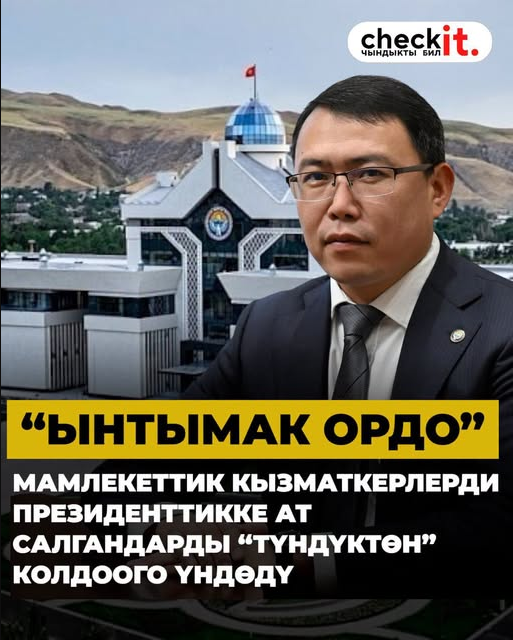 checkit.
ЧЫНДЫКТЫ БИЛ
“ЫНТЫМАК ОРДО”
МАМЛЕКЕТТИК КЫЗМАТКЕРЛЕРДИ
ПРЕЗИДЕНТТИККЕ АТ
САЛГАНДАРДЫ “ТҮНДҮКТӨН”
КОЛДООГО ҮНДӨДҮ